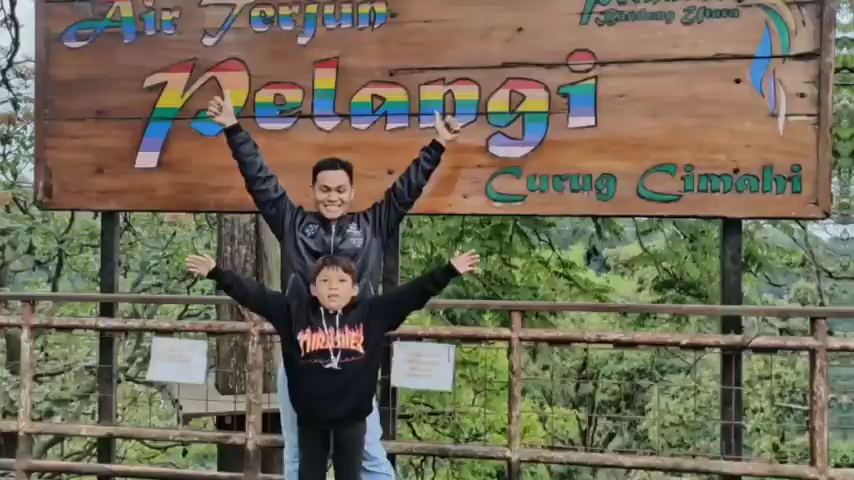 Air Terjun
Bandung Utara
Pelangi
Curug Cimahi
THRASHER